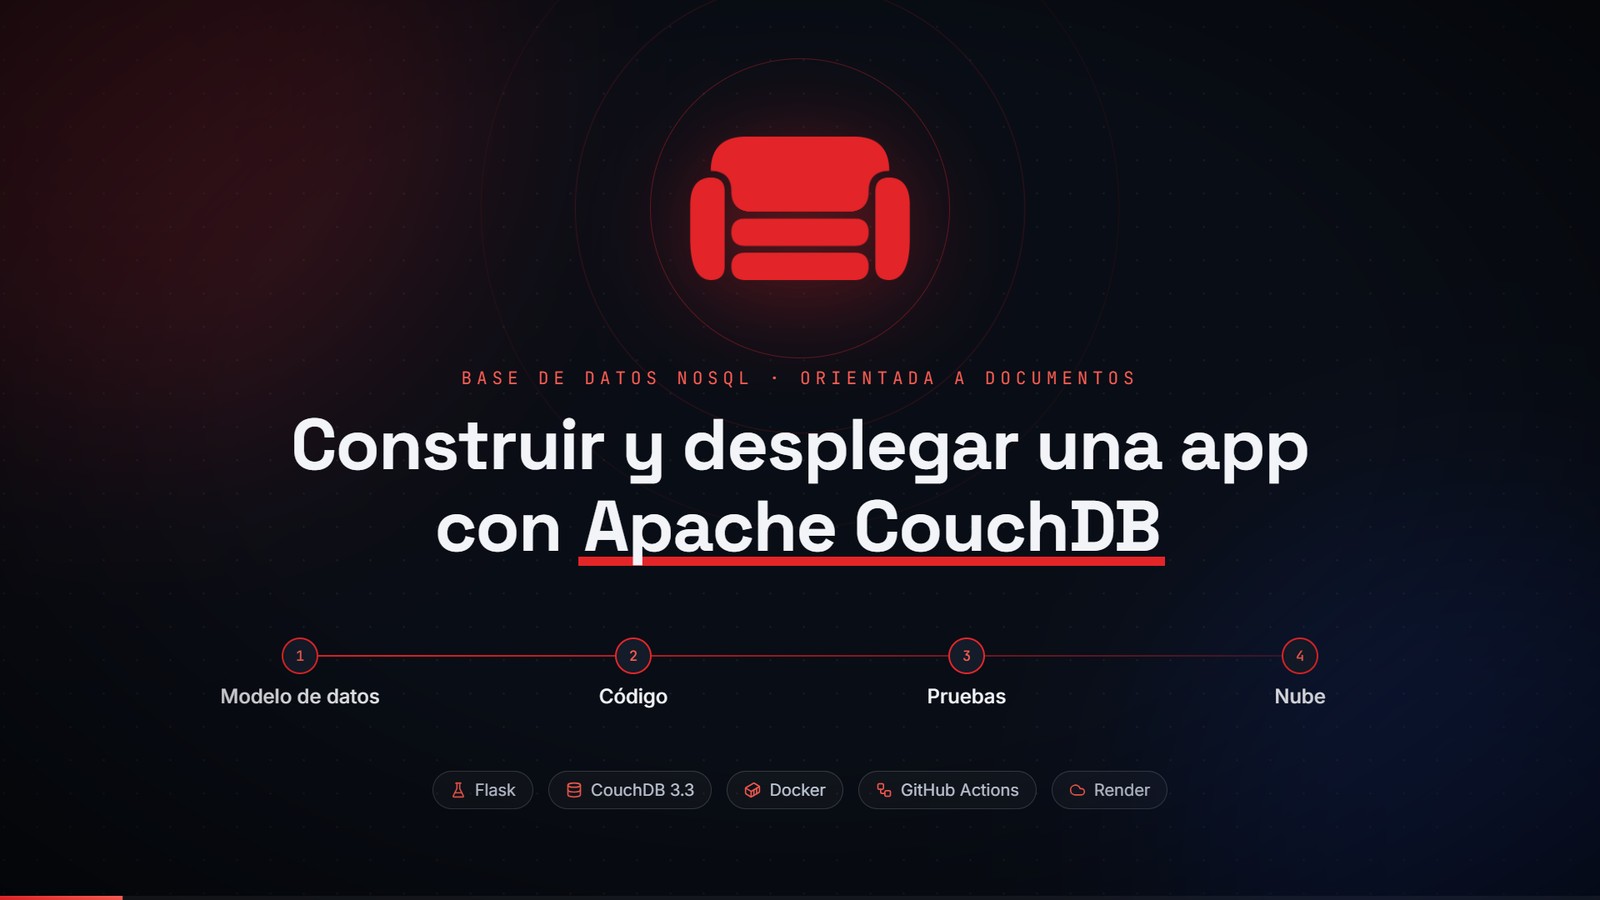 BASE DE DATOS NOSQL · ORIENTADA A DOCUMENTOS
Construir y desplegar una app
con Apache CouchDB
1
2
3
4
Modelo de datos
Código
Pruebas
Nube
Flask
CouchDB 3.3
Docker
GitHub Actions
Render